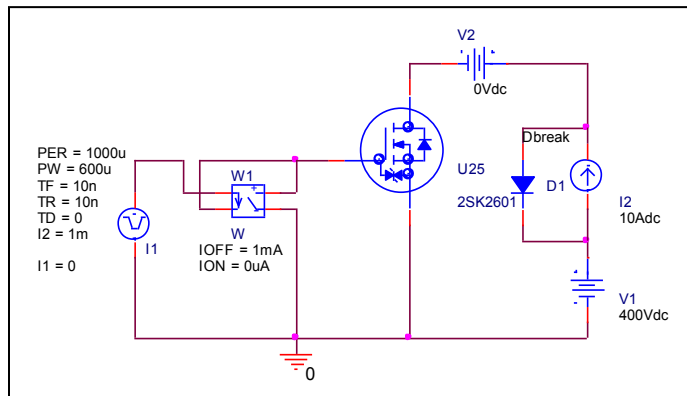 V2
0Vdc
Dbreak
PER = 1000u
PW = 600u
TF = 10n
TR = 10n
TD = 0
I2 = 1m
I1 = 0
I1
W1
+
-
W
IOFF = 1mA
ION = 0uA
U25
2SK2601
D1
I2
10Adc
V1
400Vdc
0